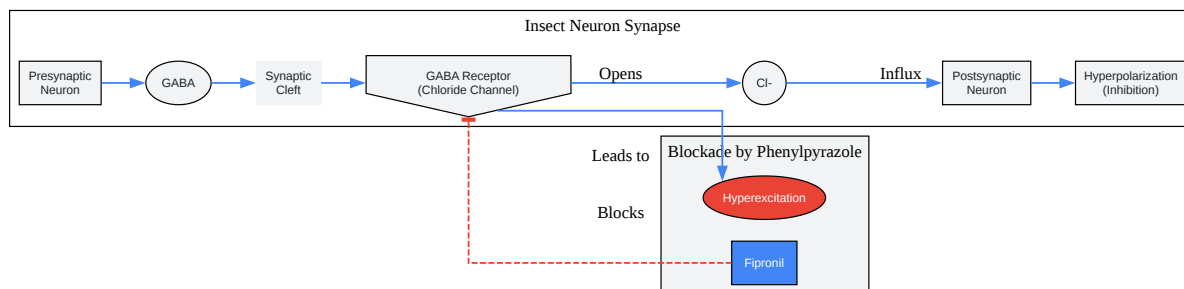 Insect Neuron Synapse
Presynaptic
Neuron
GABA
Synaptic
Cleft
GABA Receptor
(Chloride Channel)
Opens
Cl-
Influx
Postsynaptic
Neuron
Hyperpolarization
(Inhibition)
Leads to
Blockade by Phenylpyrazole
Hyperexcitation
Blocks
Fipronil